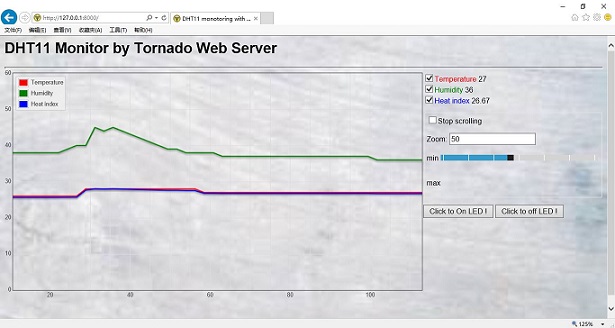 http://127.0.0.1:8000/
DHT11 monotoring with ...
文件(F) 编辑(E) 查看(V) 收藏夹(A) 工具(T) 帮助(H)
DHT11 Monitor by Tornado Web Server
60
Temperature
Humidity
Heat index
50
40
30
20
10
0
20 40 60 80 100
Temperature 27
Humidity 36
Heat index 26.67
Stop scrolling
Zoom: 50
min
max
Click to On LED ! Click to off LED !
125%